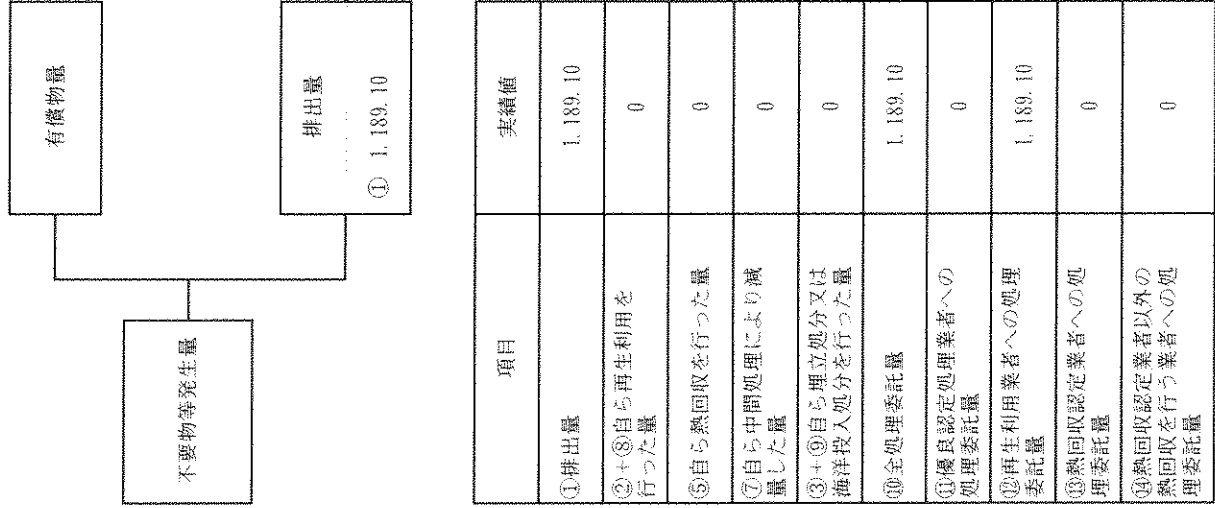 有償物量
不要物等発生量
排出量
① 1,189.10
項目 実績値
①排出量 1,189.10
②+⑧自ら再生利用を
行った量 0
⑤自ら熱回収を行った量 0
⑦自ら中間処理により減
量した量 0
③+⑨自ら埋立処分又は
海洋投入処分を行った量 0
⑩全処理委託量 1,189.10
⑪優良認定処理業者への
処理委託量 0
⑫再生利用業者への処理
委託量 1,189.10
⑬熱回収認定業者への処
理委託量 0
⑭熱回収認定業者以外の
熱回収を行う業者への処
理委託量 0